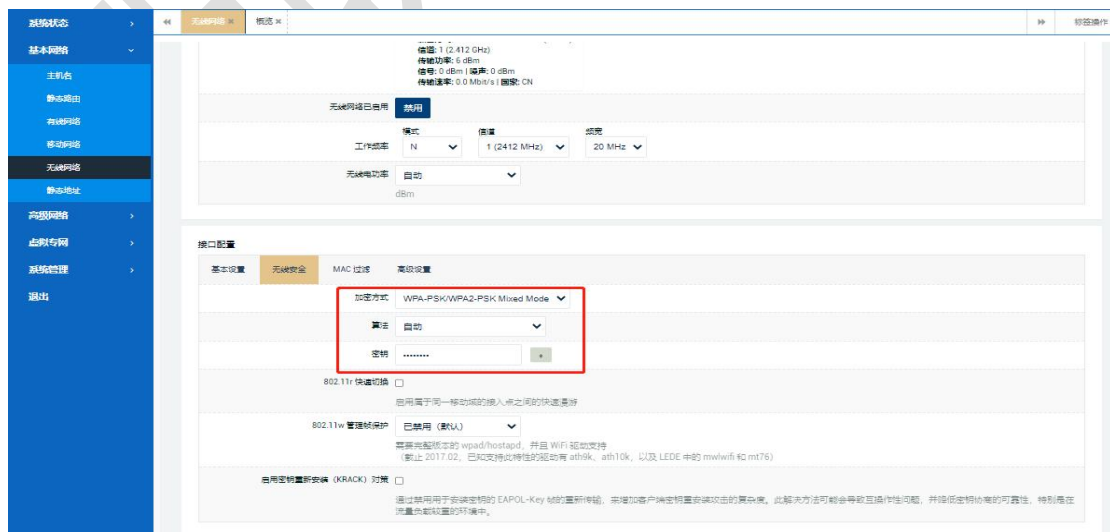 系统状态
基本网络
主机名
静态路由
有线网络
移动网络
无线网络
静态地址
高级网络
虚拟专网
系统管理
退出
无线网络 × 概览 × 标签操作
信道: 1 (2.412 GHz)
传输功率: 6 dBm
信号: 0 dBm | 噪声: 0 dBm
传输速率: 0.0 Mbit/s | 国家: CN
无线网络已启用 禁用
模式 信道 频宽
工作频率 N 1 (2412 MHz) 20 MHz
无线电功率 自动
dBm
接口配置
基本设置 无线安全 MAC 过滤 高级设置
加密方式 WPA-PSK/WPA2-PSK Mixed Mode
算法 自动
密钥 ........
802.11r 快速切换
启用属于同一移动域的接入点之间的快速漫游
802.11w 管理帧保护 已禁用（默认）
需要完整版本的 wpad/hostapd，并且 WiFi 驱动支持
（截止 2017.02，已知支持此特性的驱动有 ath9k、ath10k，以及 LEDE 中的 mwlwifi 和 mt76）
启用密钥重新安装（KRACK）对策
通过禁用用于安装密钥的 EAPOL-Key 帧的重新传输，来增加客户端密钥重安装攻击的复杂度。此解决方法可能会导致互操作性问题，并降低密钥协商的可靠性，特别是在
流量负载较重的环境中。